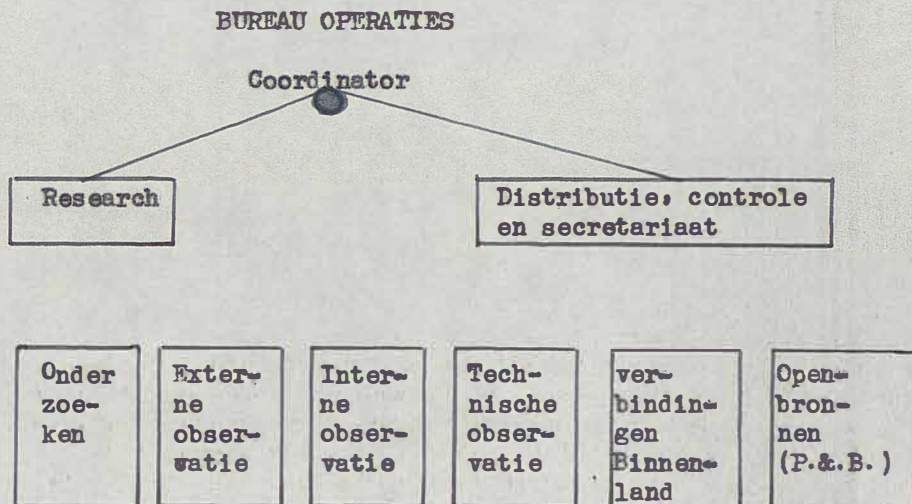 BUREAU OPERATIES
Coordinator
Research
Distributie, controle
en secretariaat
Onder
zoe-
ken
Exter-
ne
obser-
vatie
Inter-
ne
obser-
vatie
Tech-
nische
obser-
vatie
ver-
bindin-
gen
Binnen-
land
Open-
bron-
nen
(P.&.B.)